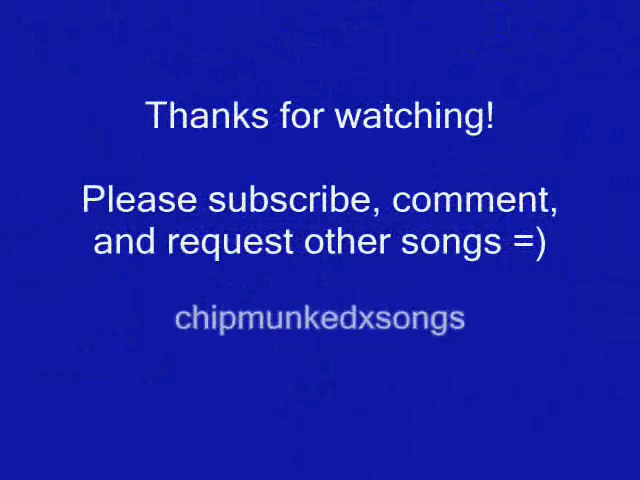 Thanks for watching!
Please subscribe, comment,
and request other songs =)
chipmunkedxsongs